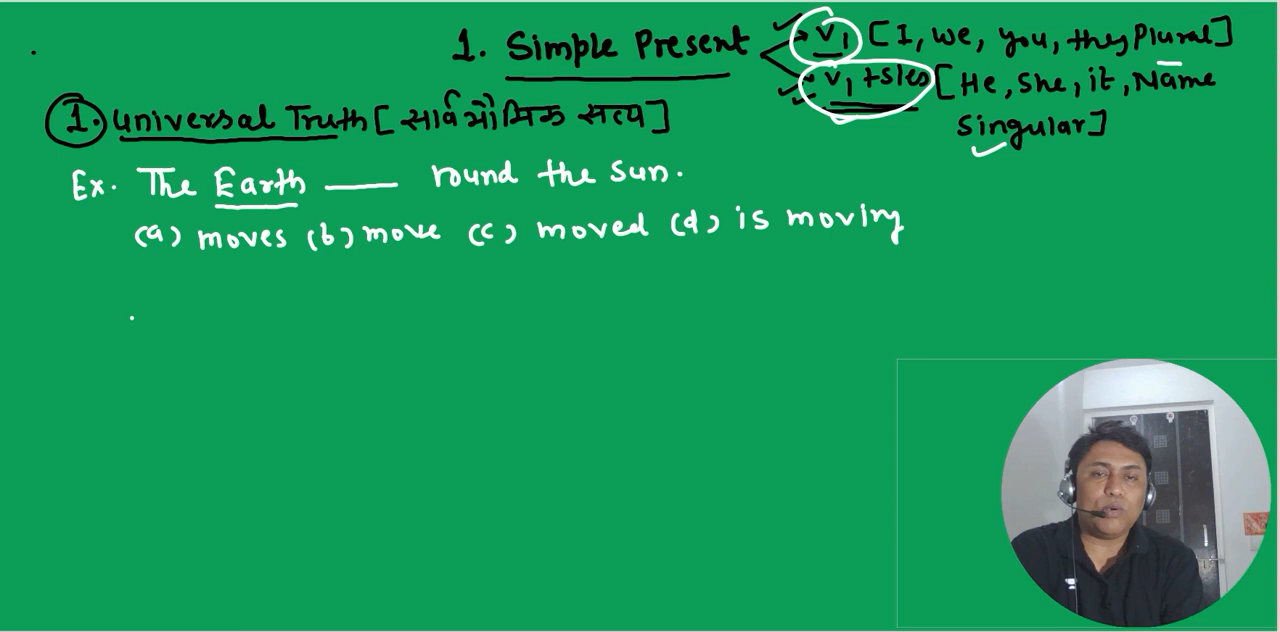 1. Simple Present V1 [I, we, you, they Plural]
V1 +s/es [He, She, it, Name
Singular]
1. Universal Truth [सार्वभौमिक सत्य]
Ex. The Earth ___ round the Sun.
(a) moves (b) move (c) moved (d) is moving